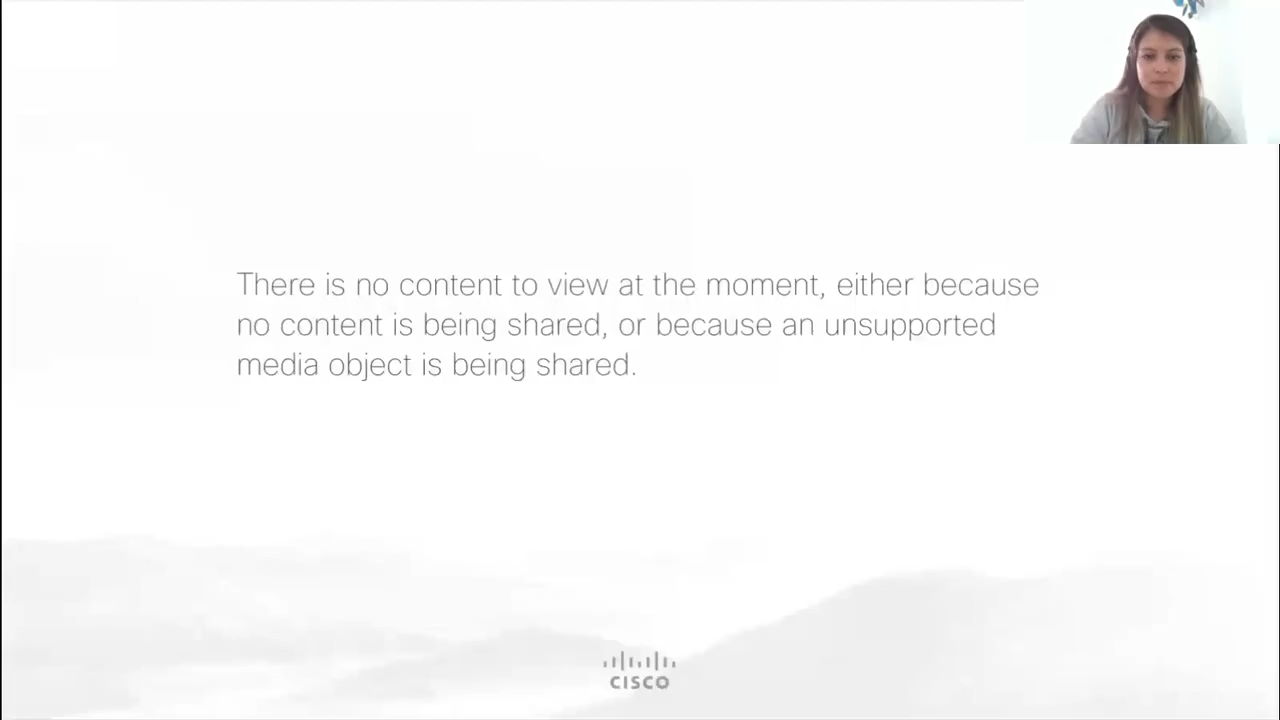 There is no content to view at the moment, either because
no content is being shared, or because an unsupported
media object is being shared.
CISCO